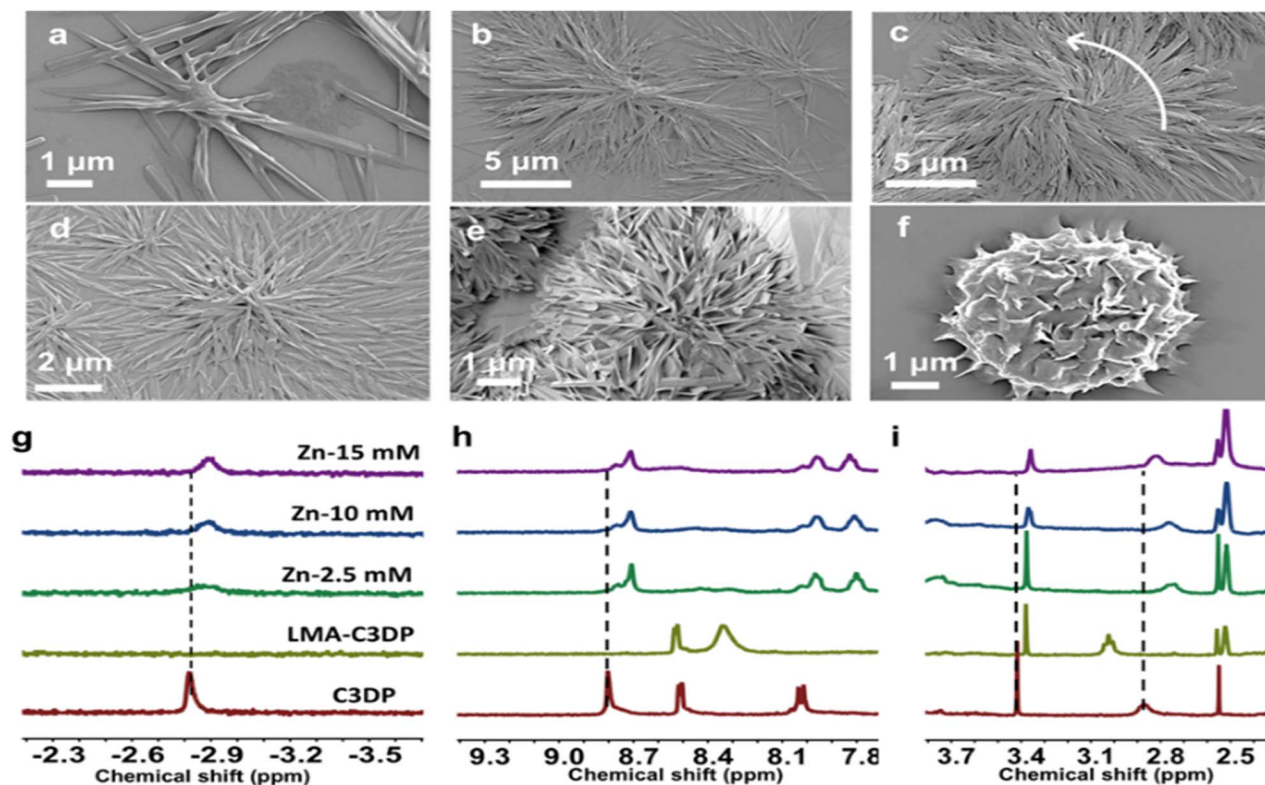 a
b
c
1 μm
5 μm
5 μm
d
e
f
2 μm
1 μm
1 μm
g
h
i
Zn-15 mM
Zn-10 mM
Zn-2.5 mM
LMA-C3DP
C3DP
-2.3 -2.6 -2.9 -3.2 -3.5
9.3 9.0 8.7 8.4 8.1 7.8
3.7 3.4 3.1 2.8 2.5
Chemical shift (ppm)
Chemical shift (ppm)
Chemical shift (ppm)